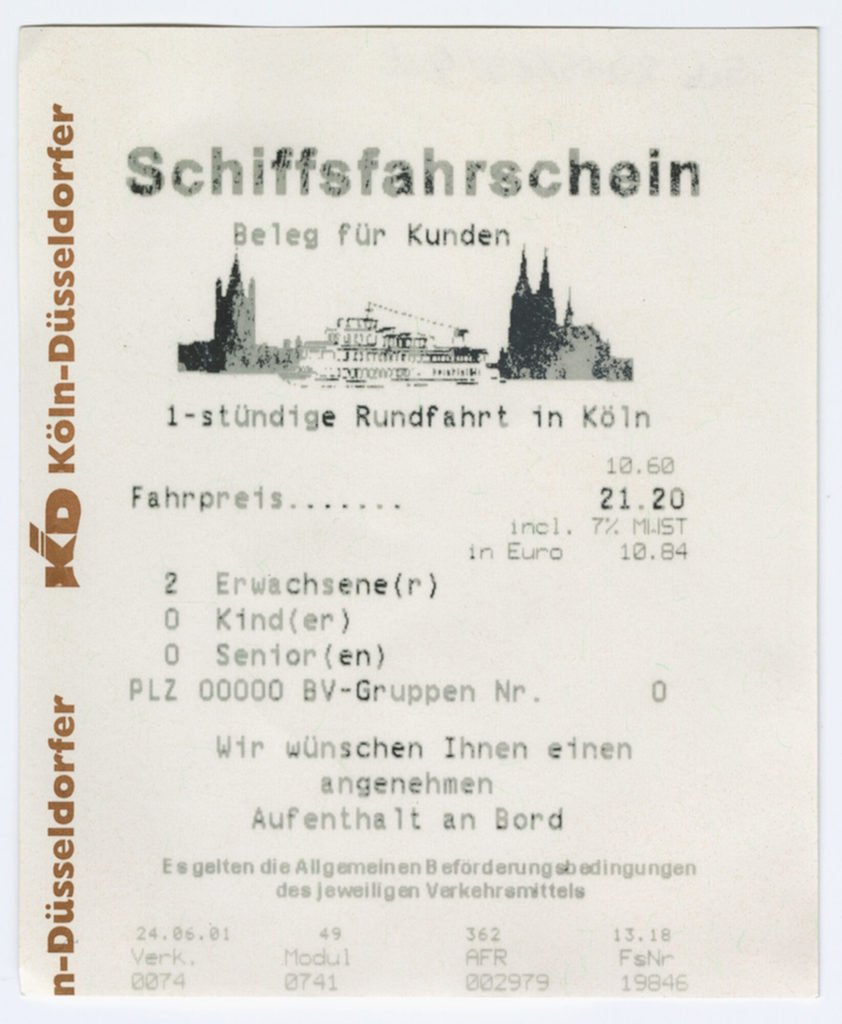 Schiffsfahrschein
Beleg für Kunden
1-stündige Rundfahrt in Köln
10.60
Fahrpreis....... 21.20
incl. 7% MWST
in Euro 10.84
2 Erwachsene(r)
0 Kind(er)
0 Senior(en)
PLZ 00000 BV-Gruppen Nr. 0
Wir wünschen Ihnen einen
angenehmen
Aufenthalt an Bord
Es gelten die Allgemeinen Beförderungsbedingungen
des jeweiligen Verkehrsmittels
24.06.01 49 362 13.18
Verk. Modul AFR FsNr
0074 0741 002979 19846
KD Köln-Düsseldorfer
n-Düsseldorfer